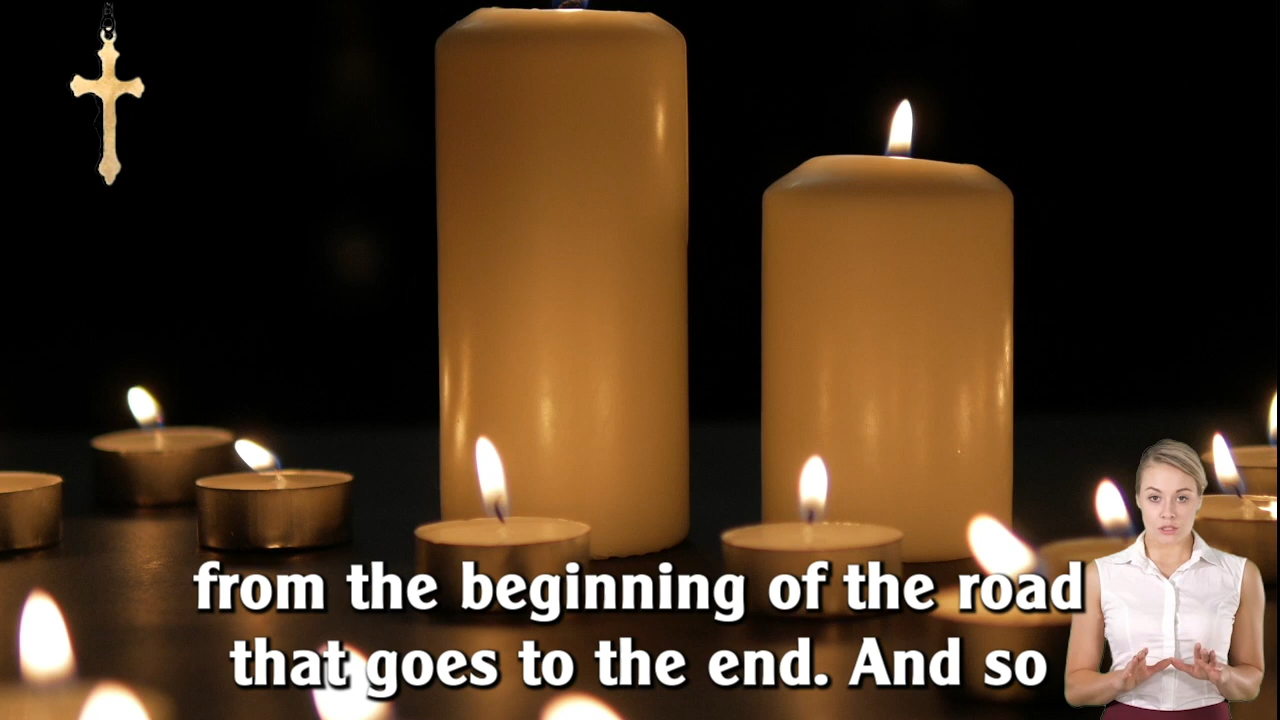 from the beginning of the road
that goes to the end. And so